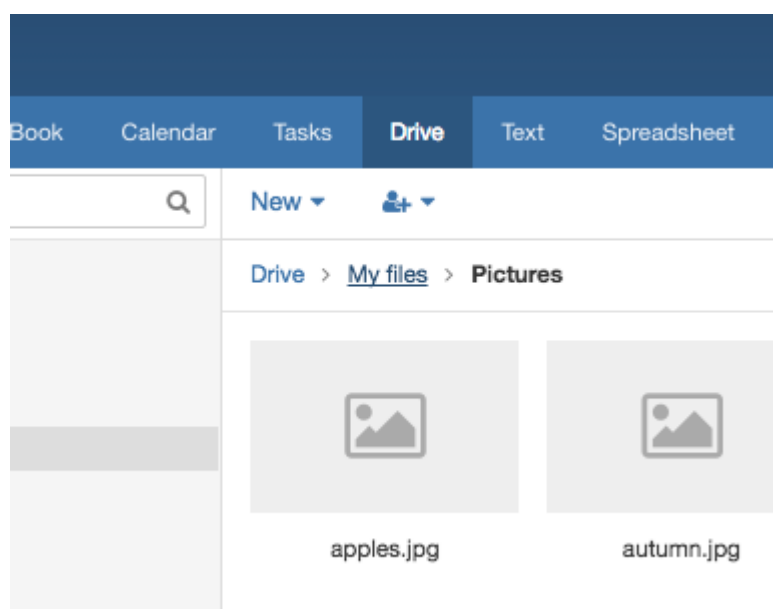 Book Calendar Tasks Drive Text Spreadsheet
New
Drive > My files > Pictures
apples.jpg autumn.jpg